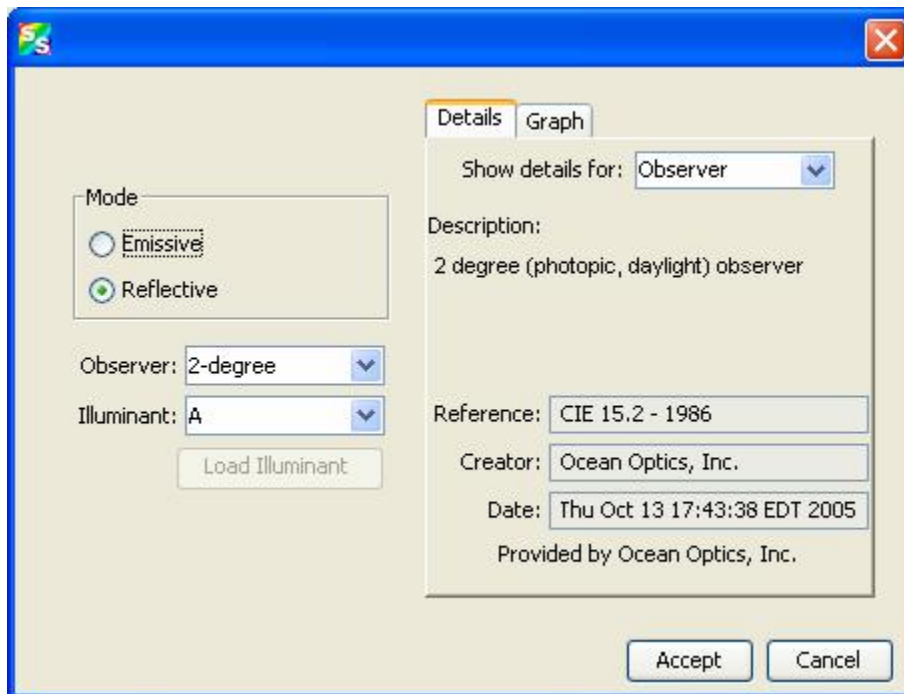 SS
Details
Graph
Show details for: Observer
Mode
Emissive
Reflective
Description:
2 degree (photopic, daylight) observer
Observer: 2-degree
Illuminant: A
Load Illuminant
Reference: CIE 15.2 - 1986
Creator: Ocean Optics, Inc.
Date: Thu Oct 13 17:43:38 EDT 2005
Provided by Ocean Optics, Inc.
Accept
Cancel